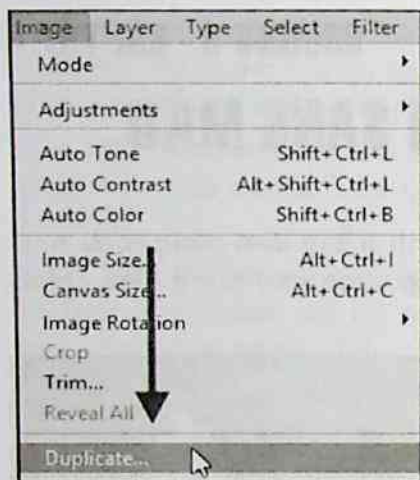 Image Layer Type Select Filter
Mode
Adjustments
Auto Tone Shift+Ctrl+L
Auto Contrast Alt+Shift+Ctrl+L
Auto Color Shift+Ctrl+B
Image Size... Alt+Ctrl+I
Canvas Size... Alt+Ctrl+C
Image Rotation
Crop
Trim...
Reveal All
Duplicate...